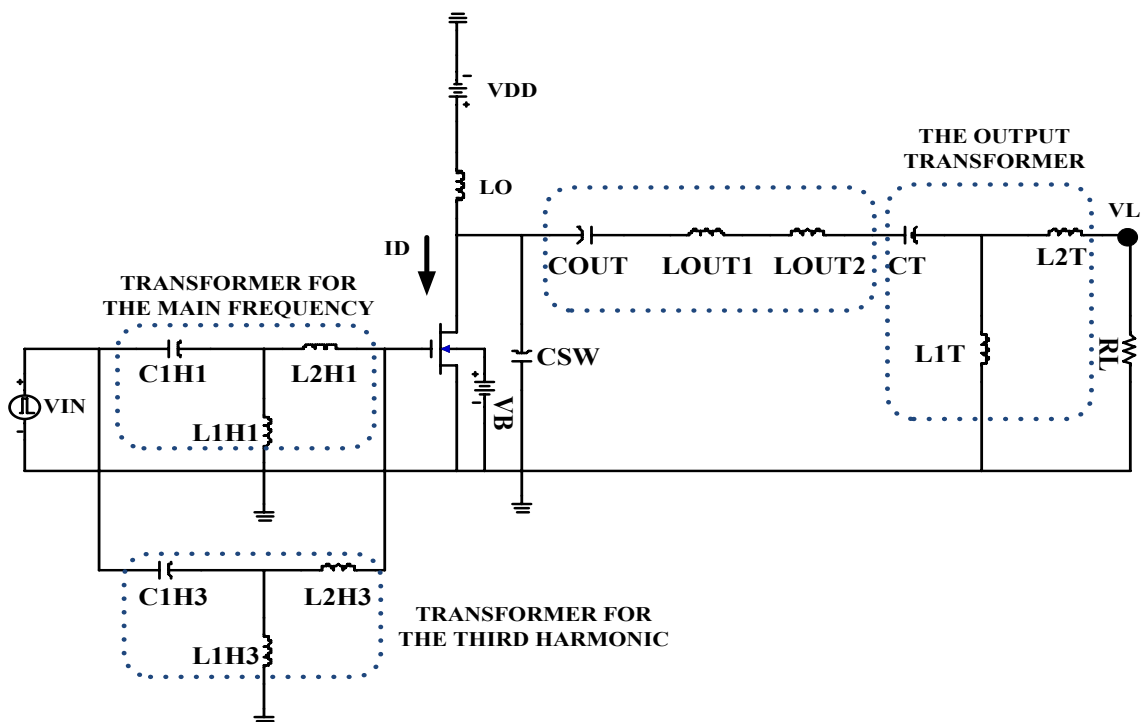 VDD
THE OUTPUT
TRANSFORMER
LO
VL
ID
COUT
LOUT1
LOUT2
CT
L2T
TRANSFORMER FOR
THE MAIN FREQUENCY
CSW
L1T
RL
C1H1
L2H1
VIN
VB
L1H1
C1H3
L2H3
TRANSFORMER FOR
THE THIRD HARMONIC
L1H3